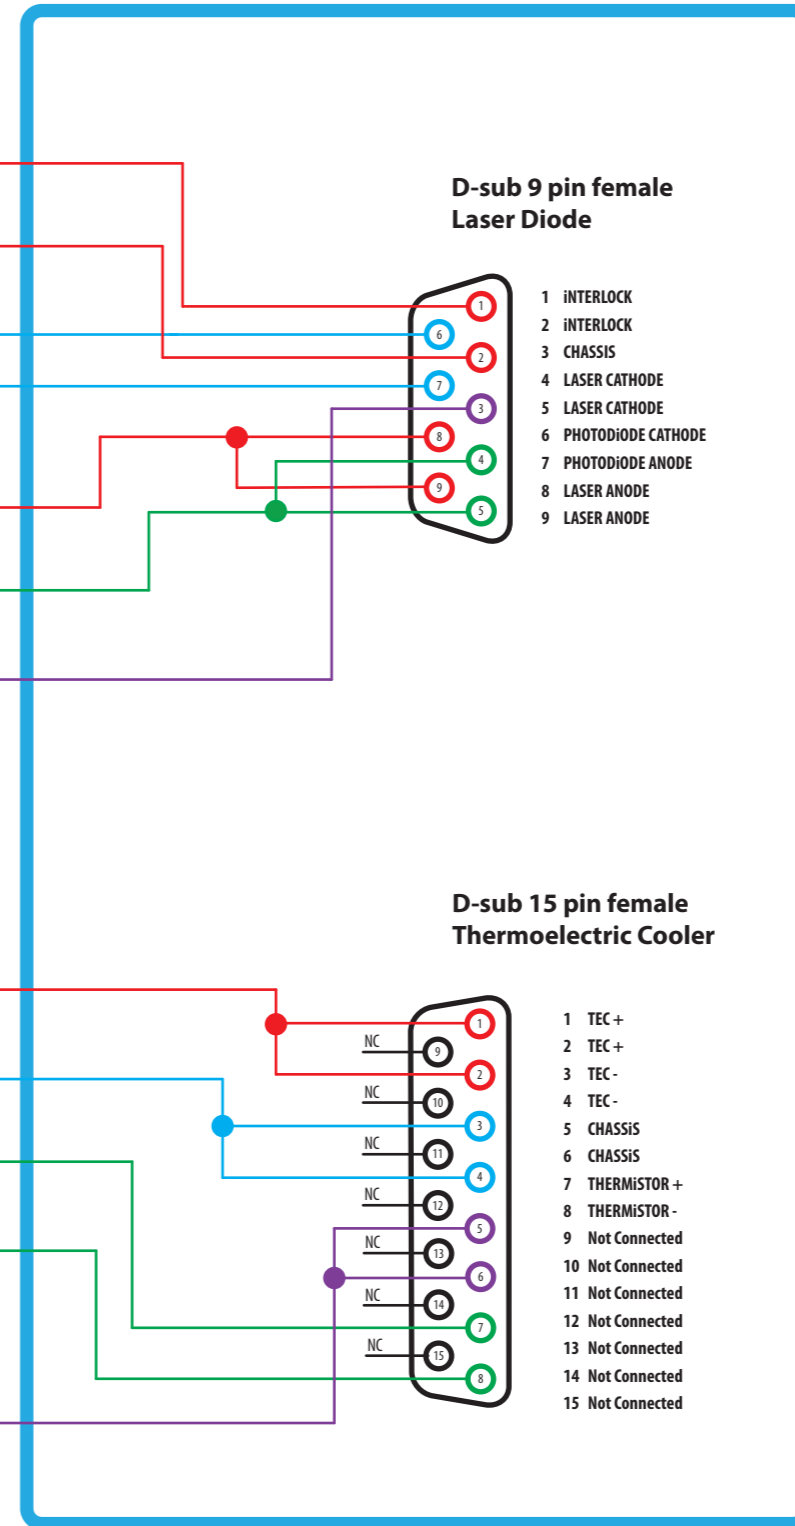 D-sub 9 pin female
Laser Diode
1
6
2
7
3
8
4
9
5
1 iNTERLOCK
2 iNTERLOCK
3 CHASSIS
4 LASER CATHODE
5 LASER CATHODE
6 PHOTODiODE CATHODE
7 PHOTODiODE ANODE
8 LASER ANODE
9 LASER ANODE
D-sub 15 pin female
Thermoelectric Cooler
1
NC 9
2
NC 10
3
NC 11
4
NC 12
5
NC 13
6
NC 14
7
NC 15
8
1 TEC +
2 TEC +
3 TEC -
4 TEC -
5 CHASSiS
6 CHASSiS
7 THERMiSTOR +
8 THERMiSTOR -
9 Not Connected
10 Not Connected
11 Not Connected
12 Not Connected
13 Not Connected
14 Not Connected
15 Not Connected